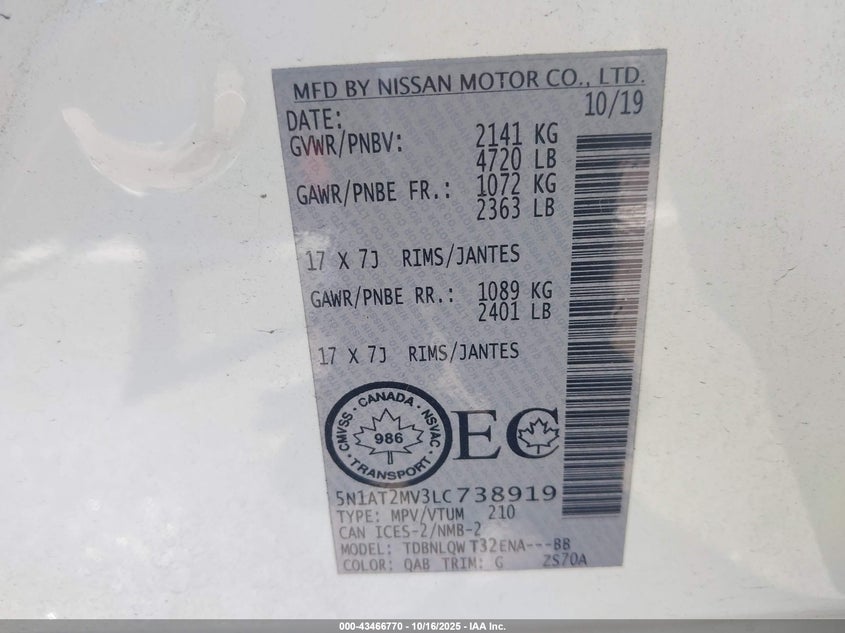 MFD BY NISSAN MOTOR CO., LTD.
DATE: 10/19
GVWR/PNBV: 2141 KG
4720 LB
GAWR/PNBE FR.: 1072 KG
2363 LB
17 X 7J RIMS/JANTES
GAWR/PNBE RR.: 1089 KG
2401 LB
17 X 7J RIMS/JANTES
CANADA
CMVSS · NSVAC
986
TRANSPORT
EC
5N1AT2MV3LC738919
TYPE: MPV/VTUM 210
CAN ICES-2/NMB-2
MODEL: TDBNLQW T32ENA---BB
COLOR: QAB TRIM: G ZS70A
000-43466770 - 10/16/2025 - IAA Inc.